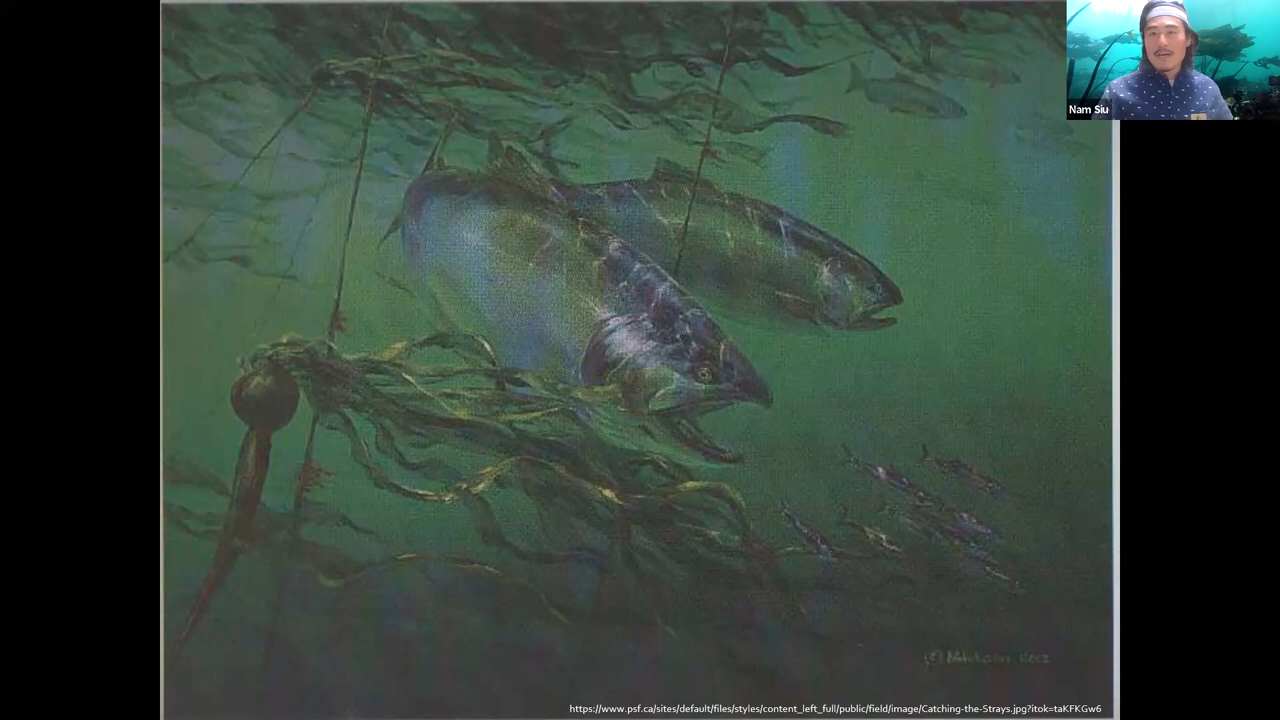 Nam Siu
https://www.psf.ca/sites/default/files/styles/content_left_full/public/field/image/Catching-the-Strays.jpg?itok=taKFKGw6